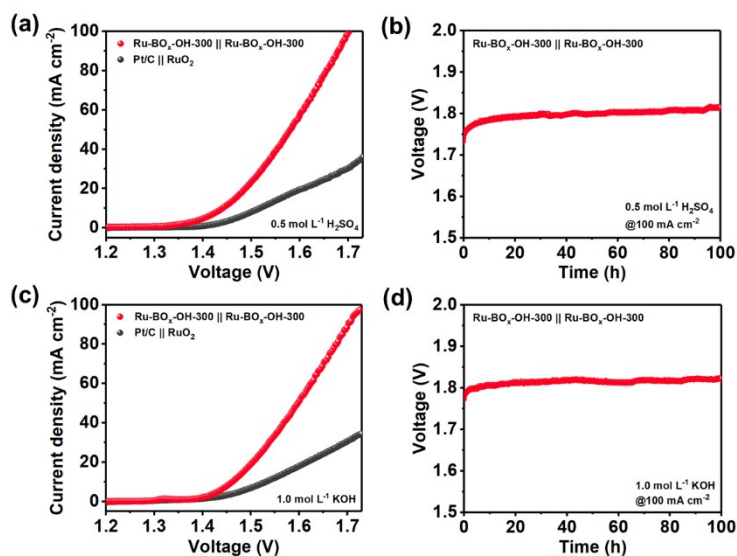 (a)
Current density (mA cm⁻²)
100
80
60
40
20
0
Ru-BOₓ-OH-300 || Ru-BOₓ-OH-300
Pt/C || RuO₂
0.5 mol L⁻¹ H₂SO₄
1.2 1.3 1.4 1.5 1.6 1.7
Voltage (V)
(b)
Voltage (V)
2.0
1.9
1.8
1.7
1.6
1.5
Ru-BOₓ-OH-300 || Ru-BOₓ-OH-300
0.5 mol L⁻¹ H₂SO₄
@100 mA cm⁻²
0 20 40 60 80 100
Time (h)
(c)
Current density (mA cm⁻²)
100
80
60
40
20
0
Ru-BOₓ-OH-300 || Ru-BOₓ-OH-300
Pt/C || RuO₂
1.0 mol L⁻¹ KOH
1.2 1.3 1.4 1.5 1.6 1.7
Voltage (V)
(d)
Voltage (V)
2.0
1.9
1.8
1.7
1.6
1.5
Ru-BOₓ-OH-300 || Ru-BOₓ-OH-300
1.0 mol L⁻¹ KOH
@100 mA cm⁻²
0 20 40 60 80 100
Time (h)